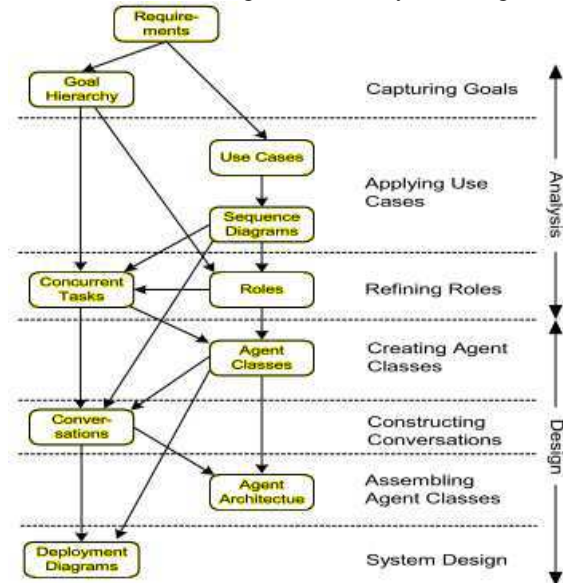 Require-
ments
Goal
Hierarchy
Capturing Goals
Use Cases
Applying Use
Cases
Sequence
Diagrams
Analysis
Concurrent
Tasks
Roles
Refining Roles
Agent
Classes
Creating Agent
Classes
Conver-
sations
Constructing
Conversations
Design
Agent
Architectue
Assembling
Agent Classes
Deployment
Diagrams
System Design